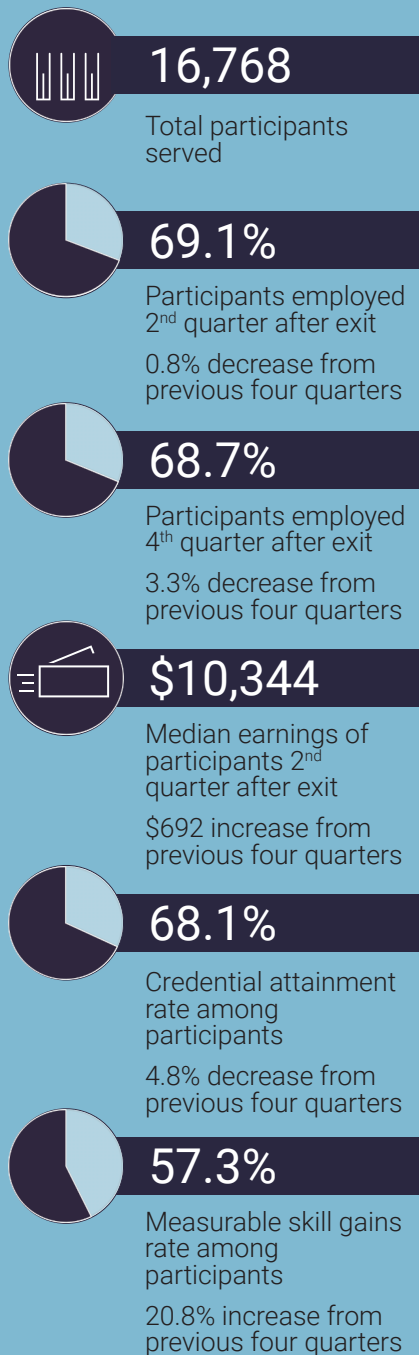 16,768
Total participants
served
69.1%
Participants employed
2nd quarter after exit
0.8% decrease from
previous four quarters
68.7%
Participants employed
4th quarter after exit
3.3% decrease from
previous four quarters
$10,344
Median earnings of
participants 2nd
quarter after exit
$692 increase from
previous four quarters
68.1%
Credential attainment
rate among
participants
4.8% decrease from
previous four quarters
57.3%
Measurable skill gains
rate among
participants
20.8% increase from
previous four quarters